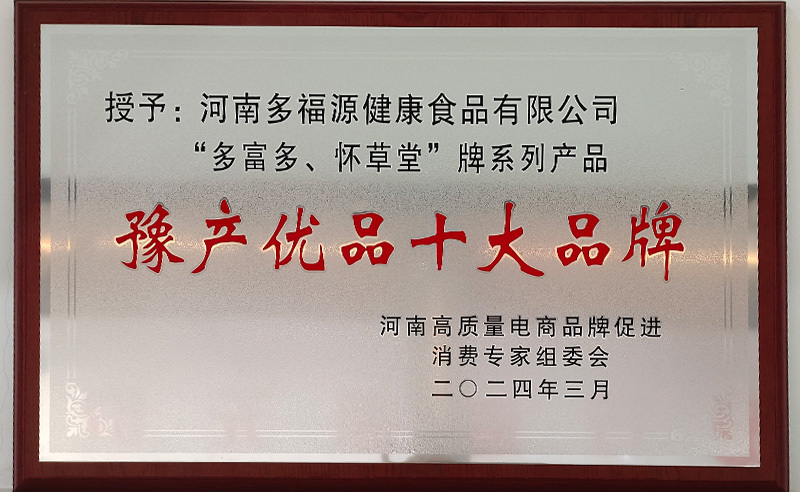 授予：河南多福源健康食品有限公司
“多富多、怀草堂”牌系列产品
豫产优品十大品牌
河南高质量电商品牌促进
消费专家组委会
二〇二四年三月